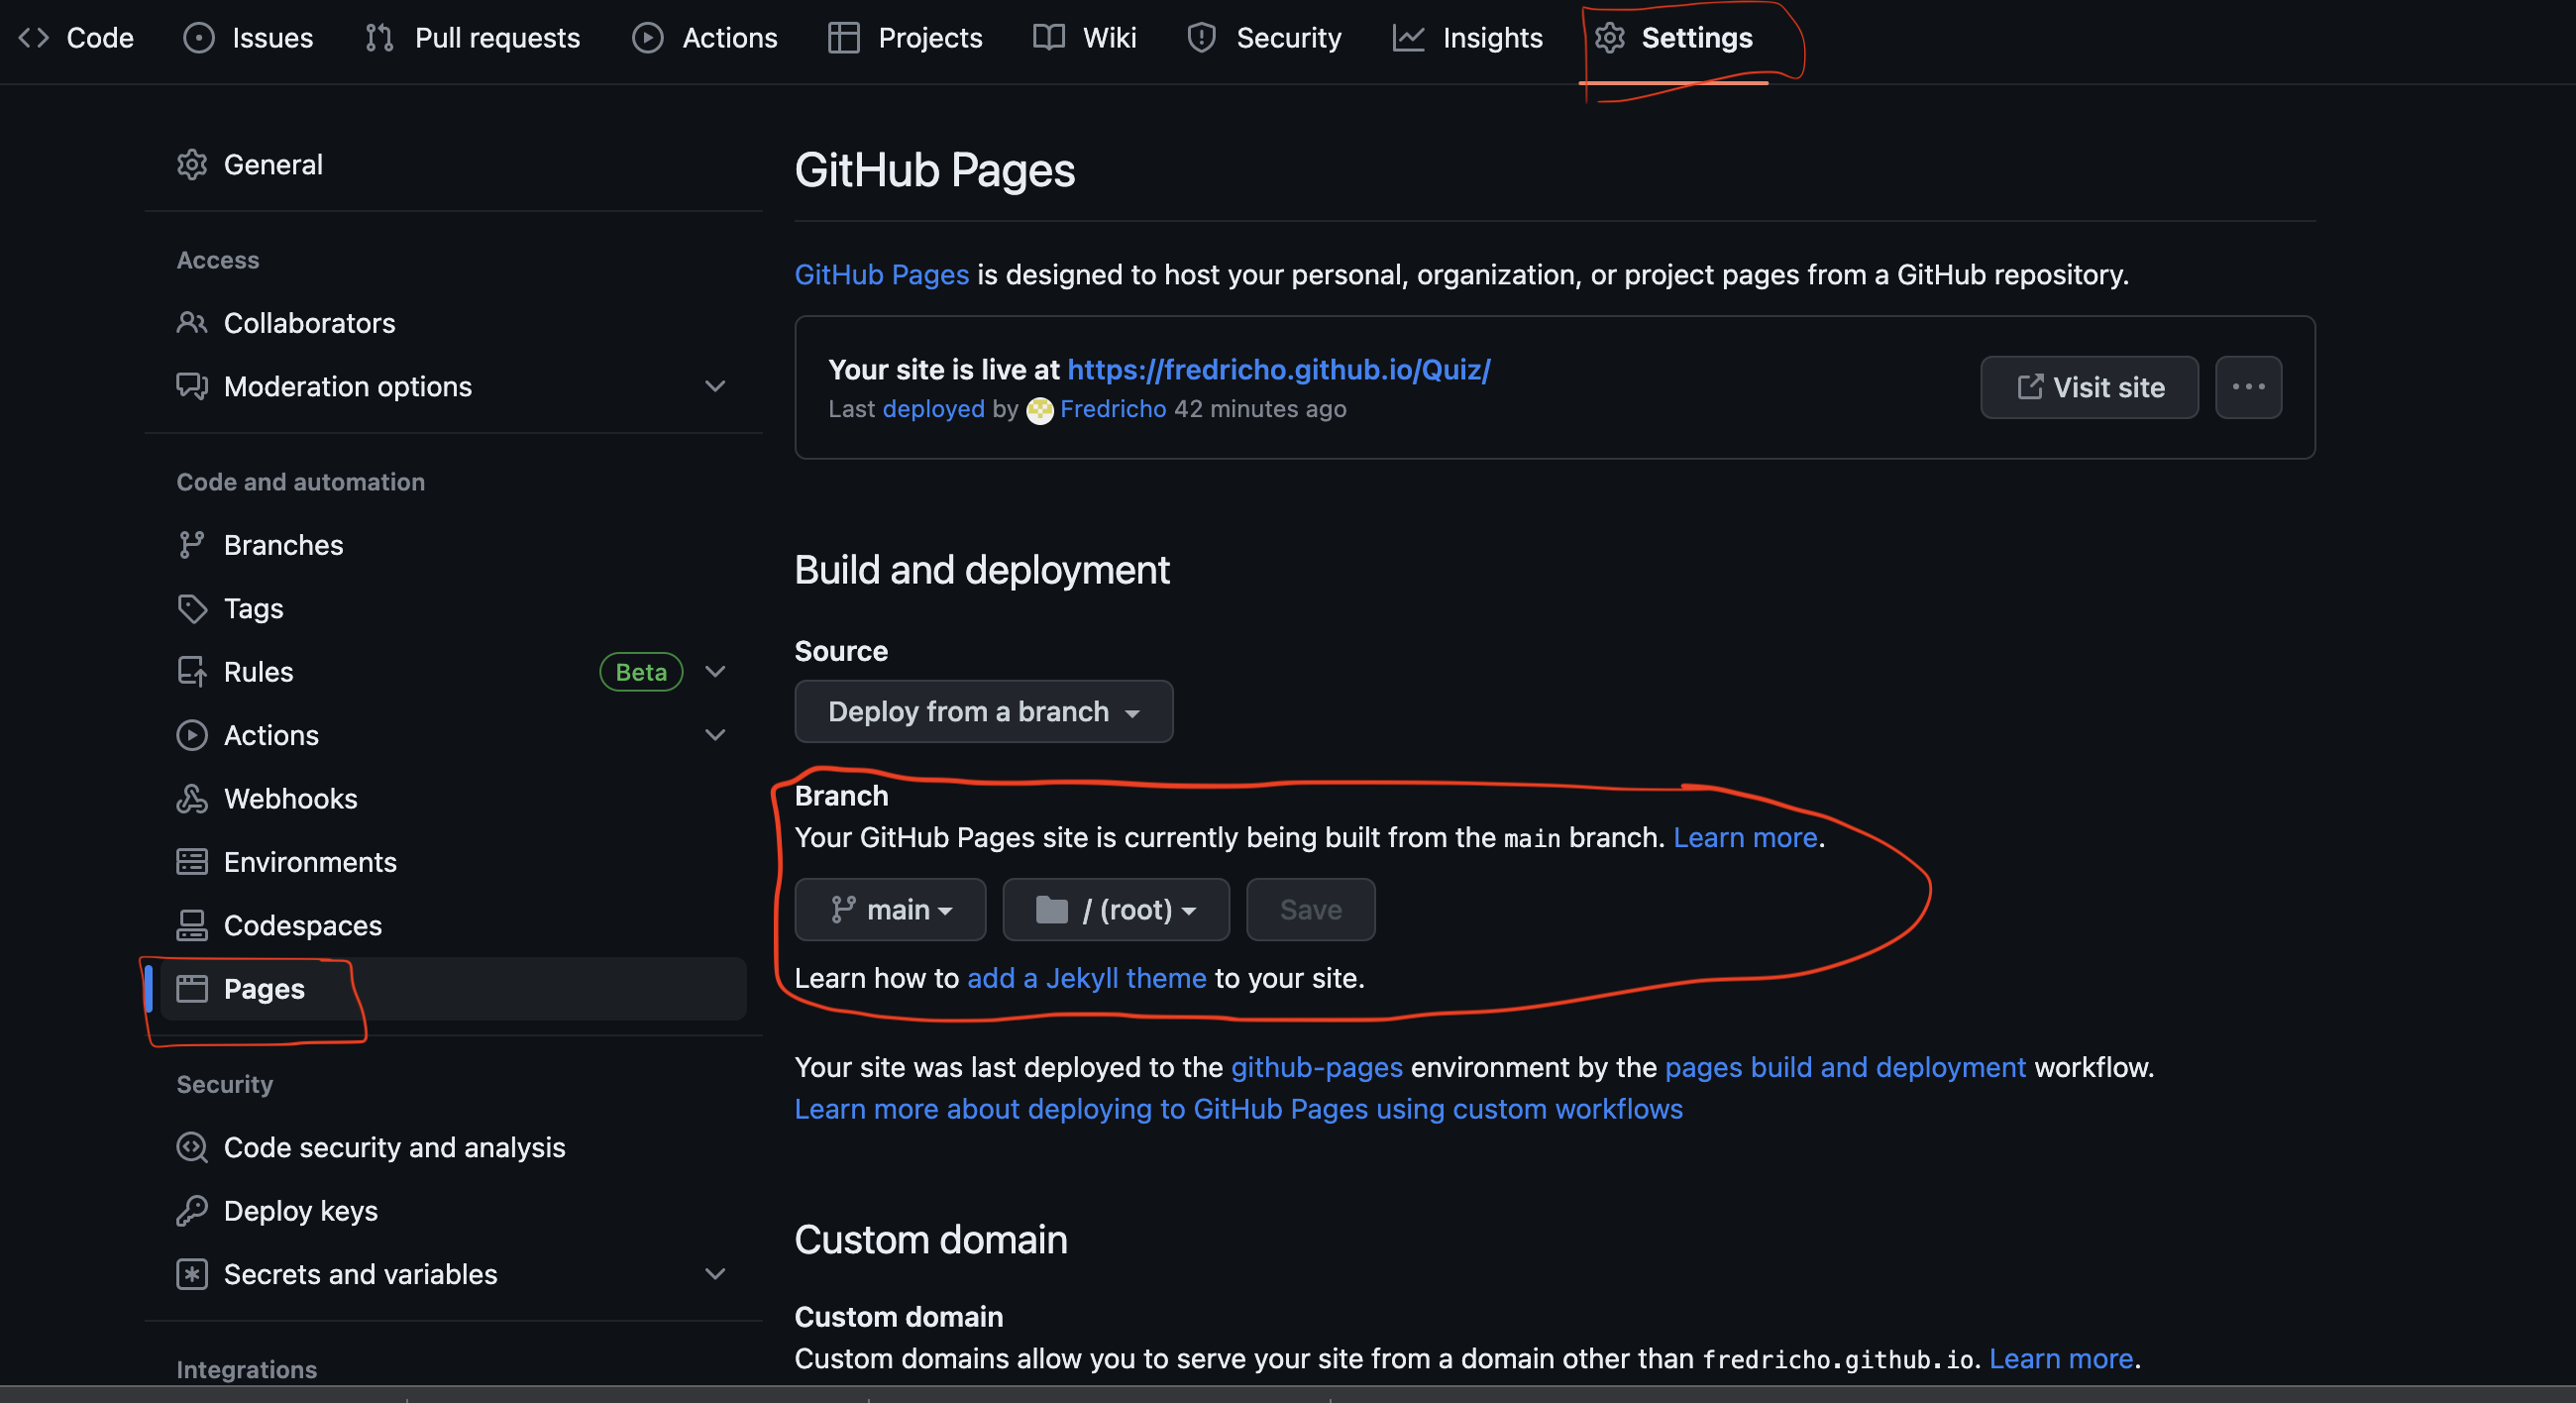 Code Issues Pull requests Actions Projects Wiki Security Insights Settings
General
Access
Collaborators
Moderation options
Code and automation
Branches
Tags
Rules Beta
Actions
Webhooks
Environments
Codespaces
Pages
Security
Code security and analysis
Deploy keys
Secrets and variables
Integrations
GitHub Pages
GitHub Pages is designed to host your personal, organization, or project pages from a GitHub repository.
Your site is live at https://fredricho.github.io/Quiz/
Last deployed by Fredricho 42 minutes ago
Visit site
Build and deployment
Source
Deploy from a branch
Branch
Your GitHub Pages site is currently being built from the main branch. Learn more.
main / (root) Save
Learn how to add a Jekyll theme to your site.
Your site was last deployed to the github-pages environment by the pages build and deployment workflow.
Learn more about deploying to GitHub Pages using custom workflows
Custom domain
Custom domain
Custom domains allow you to serve your site from a domain other than fredricho.github.io. Learn more.